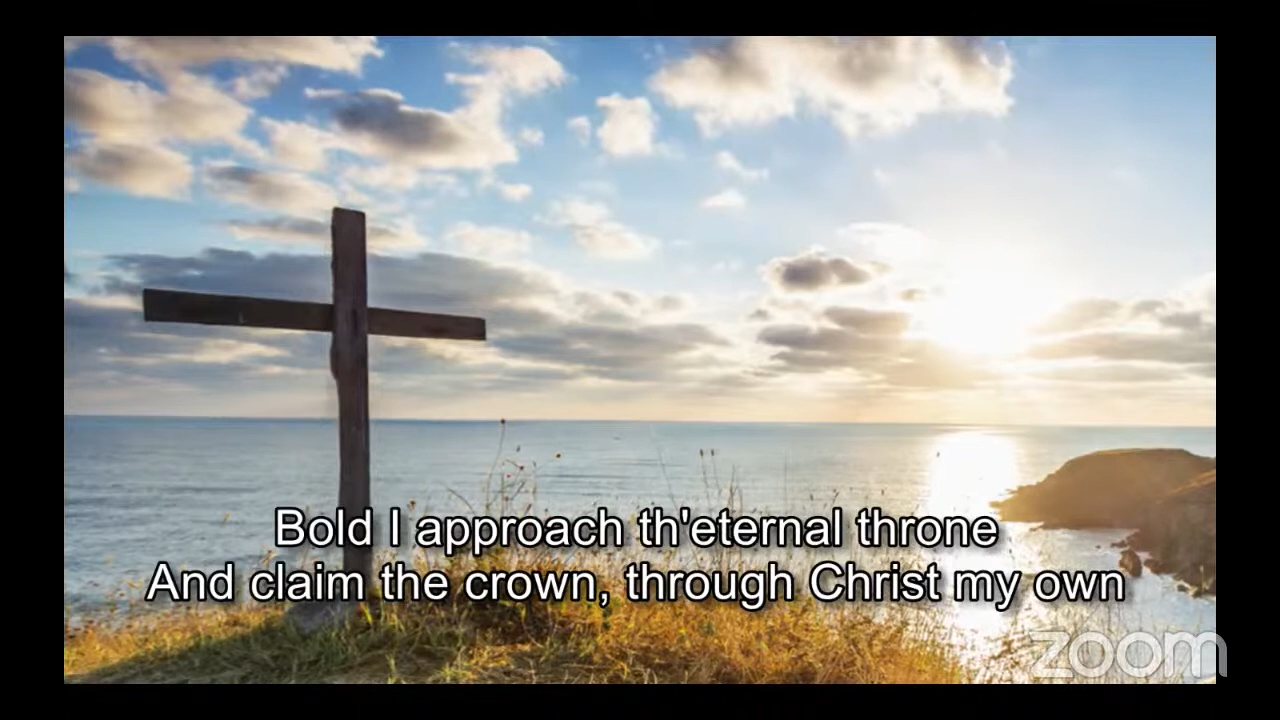 Bold I approach th'eternal throne
And claim the crown, through Christ my own
zoom